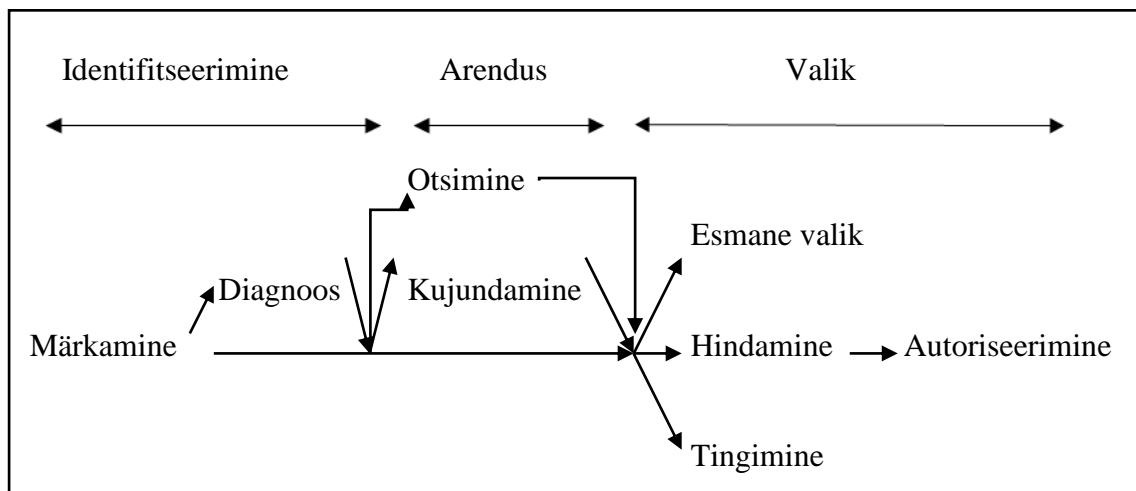 Identifitseerimine Arendus Valik
Otsimine
Esmane valik
Diagnoos Kujundamine
Märkamine Hindamine Autoriseerimine
Tingimine